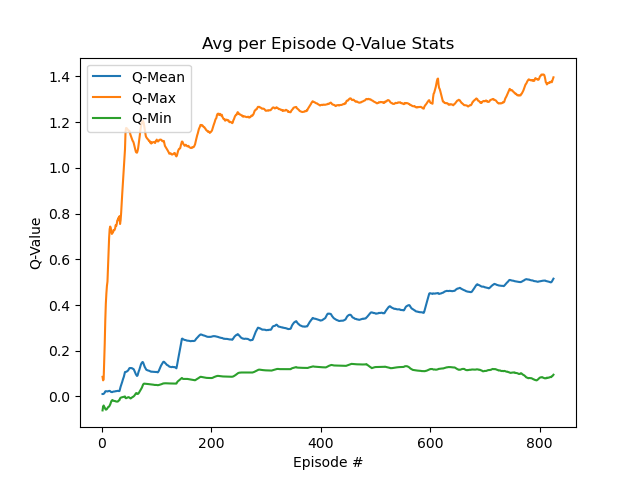 Avg per Episode Q-Value Stats
Q-Mean
Q-Max
Q-Min
Q-Value
1.4
1.2
1.0
0.8
0.6
0.4
0.2
0.0
0 200 400 600 800
Episode #